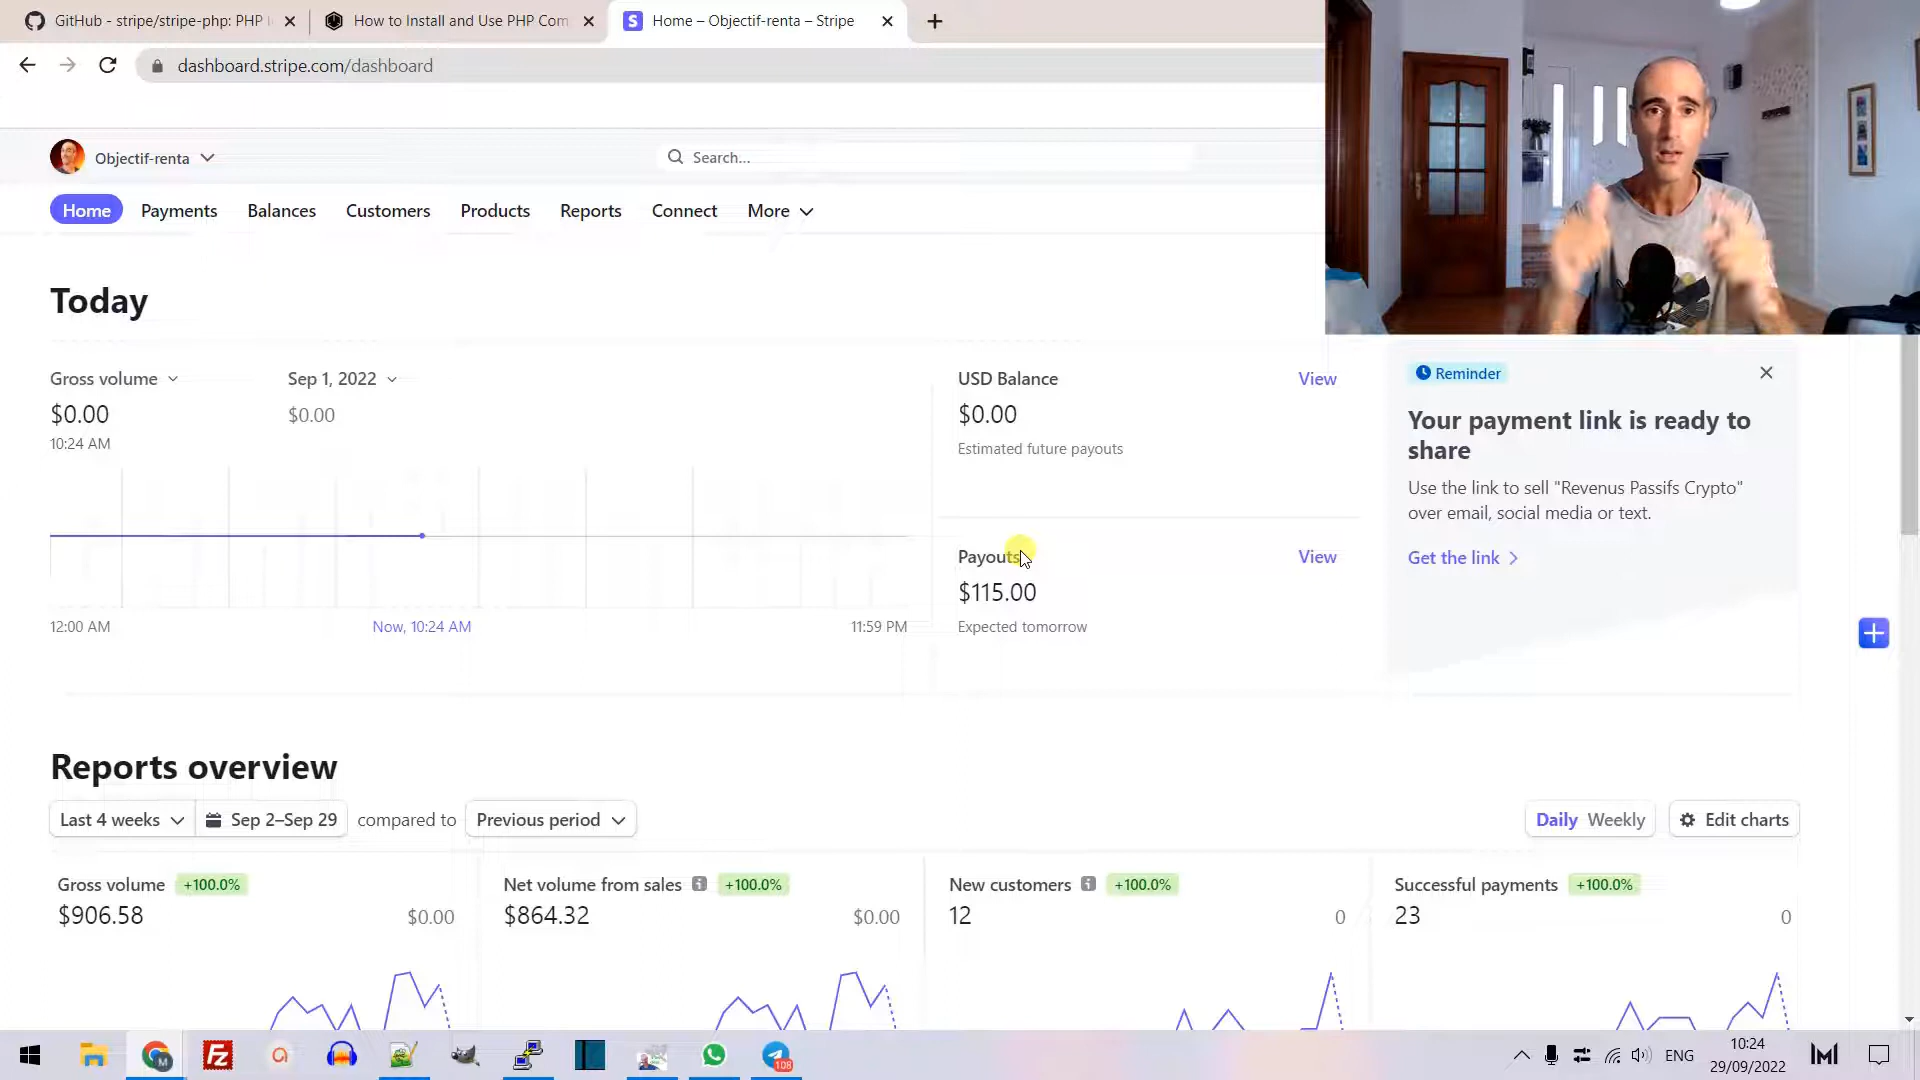 GitHub - stripe/stripe-php: PHP
How to Install and Use PHP Com
Home – Objectif-renta – Stripe
dashboard.stripe.com/dashboard
Objectif-renta
Search...
Home
Payments
Balances
Customers
Products
Reports
Connect
More
Today
Gross volume
Sep 1, 2022
$0.00
$0.00
10:24 AM
12:00 AM
Now, 10:24 AM
11:59 PM
USD Balance
View
$0.00
Estimated future payouts
Payouts
View
$115.00
Expected tomorrow
Reminder
Your payment link is ready to
share
Use the link to sell "Revenus Passifs Crypto"
over email, social media or text.
Get the link
Reports overview
Last 4 weeks
Sep 2–Sep 29
compared to
Previous period
Daily
Weekly
Edit charts
Gross volume
+100.0%
$906.58
$0.00
Net volume from sales
+100.0%
$864.32
$0.00
New customers
+100.0%
12
0
Successful payments
+100.0%
23
0
108
ENG
10:24
29/09/2022